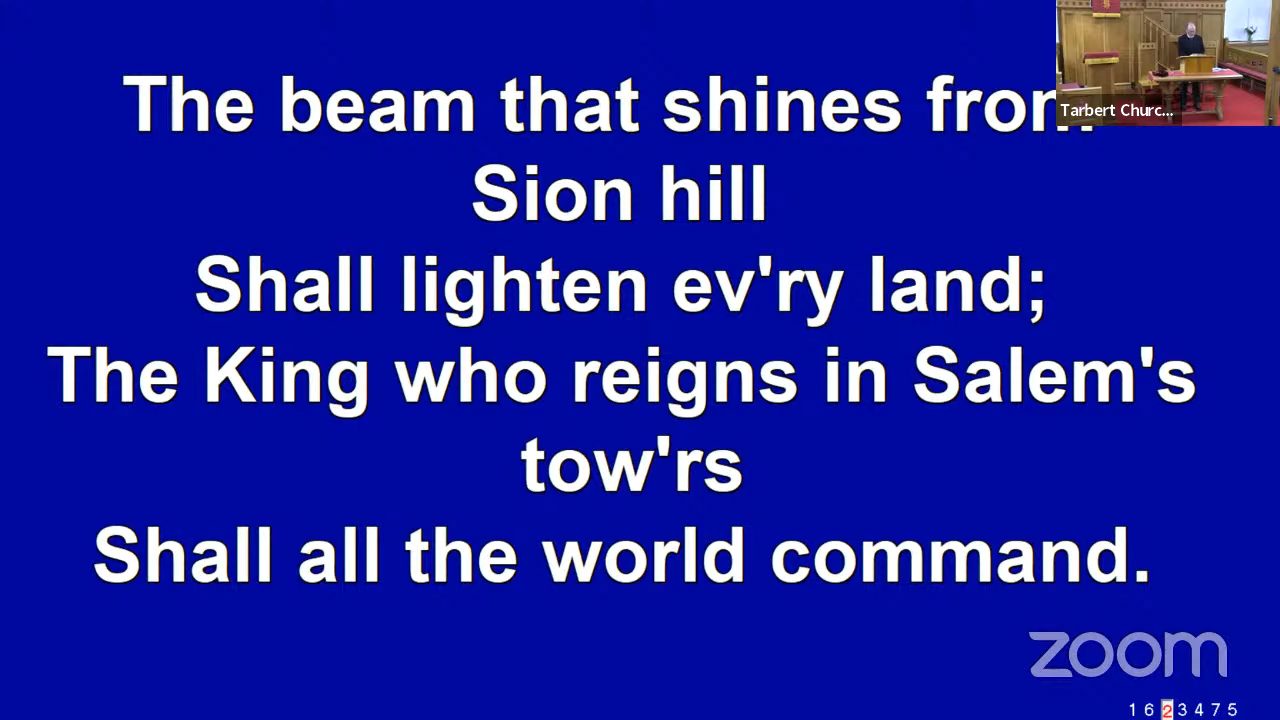 The beam that shines from
Sion hill
Shall lighten ev'ry land;
The King who reigns in Salem's
tow'rs
Shall all the world command.
Tarbert Churc...
zoom
1 6 2 3 4 7 5